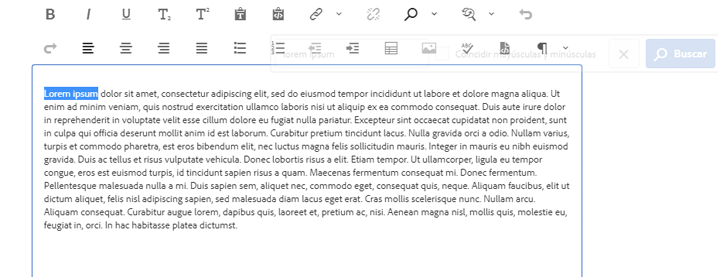 B I U T2 T2 T
lorem ipsum Coincidir mayúsculas y minúsculas Buscar
Lorem ipsum dolor sit amet, consectetur adipiscing elit, sed do eiusmod tempor incididunt ut labore et dolore magna aliqua. Ut
enim ad minim veniam, quis nostrud exercitation ullamco laboris nisi ut aliquip ex ea commodo consequat. Duis aute irure dolor
in reprehenderit in voluptate velit esse cillum dolore eu fugiat nulla pariatur. Excepteur sint occaecat cupidatat non proident, sunt
in culpa qui officia deserunt mollit anim id est laborum. Curabitur pretium tincidunt lacus. Nulla gravida orci a odio. Nullam varius,
turpis et commodo pharetra, est eros bibendum elit, nec luctus magna felis sollicitudin mauris. Integer in mauris eu nibh euismod
gravida. Duis ac tellus et risus vulputate vehicula. Donec lobortis risus a elit. Etiam tempor. Ut ullamcorper, ligula eu tempor
congue, eros est euismod turpis, id tincidunt sapien risus a quam. Maecenas fermentum consequat mi. Donec fermentum.
Pellentesque malesuada nulla a mi. Duis sapien sem, aliquet nec, commodo eget, consequat quis, neque. Aliquam faucibus, elit ut
dictum aliquet, felis nisl adipiscing sapien, sed malesuada diam lacus eget erat. Cras mollis scelerisque nunc. Nullam arcu.
Aliquam consequat. Curabitur augue lorem, dapibus quis, laoreet et, pretium ac, nisi. Aenean magna nisl, mollis quis, molestie eu,
feugiat in, orci. In hac habitasse platea dictumst.